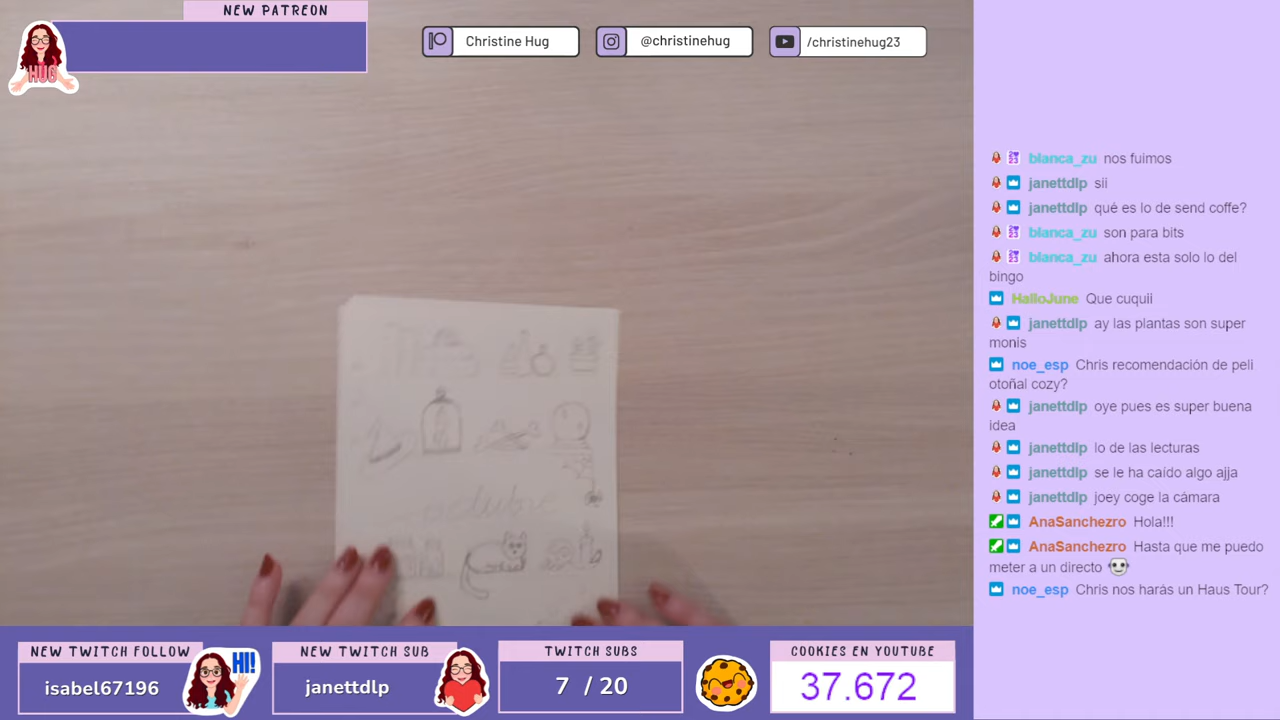 NEW PATREON
HUG
Christine Hug
@christinehug
/christinehug23
blanca_zu nos fuimos
janettdlp sii
janettdlp qué es lo de send coffe?
blanca_zu son para bits
blanca_zu ahora esta solo lo del
bingo
HalloJune Que cuquii
janettdlp ay las plantas son super
monis
noe_esp Chris recomendación de peli
otoñal cozy?
janettdlp oye pues es super buena
idea
janettdlp lo de las lecturas
janettdlp se le ha caído algo ajja
janettdlp joey coge la cámara
AnaSanchezro Hola!!!
AnaSanchezro Hasta que me puedo
meter a un directo
noe_esp Chris nos harás un Haus Tour?
octubre
NEW TWITCH FOLLOW
isabel67196
HI!
NEW TWITCH SUB
janettdlp
TWITCH SUBS
7 / 20
COOKIES EN YOUTUBE
37.672